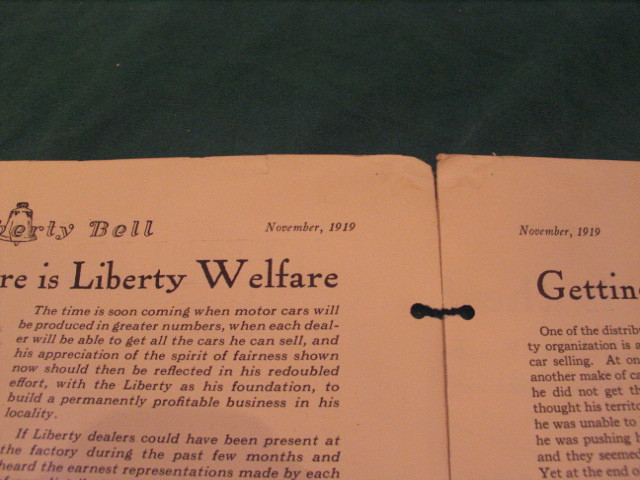 erty Bell
November, 1919
re is Liberty Welfare
The time is soon coming when motor cars will
be produced in greater numbers, when each deal-
er will be able to get all the cars he can sell, and
his appreciation of the spirit of fairness shown
now should then be reflected in his redoubled
effort, with the Liberty as his foundation, to
build a permanently profitable business in his
locality.
If Liberty dealers could have been present at
the factory during the past few months and
heard the earnest representations made by each
November, 1919
Gettin
One of the distrib
ty organization is a
car selling. At on
another make of ca
he did not get th
thought his territo
he was unable to
he was pushing h
and they seemed
Yet at the end o